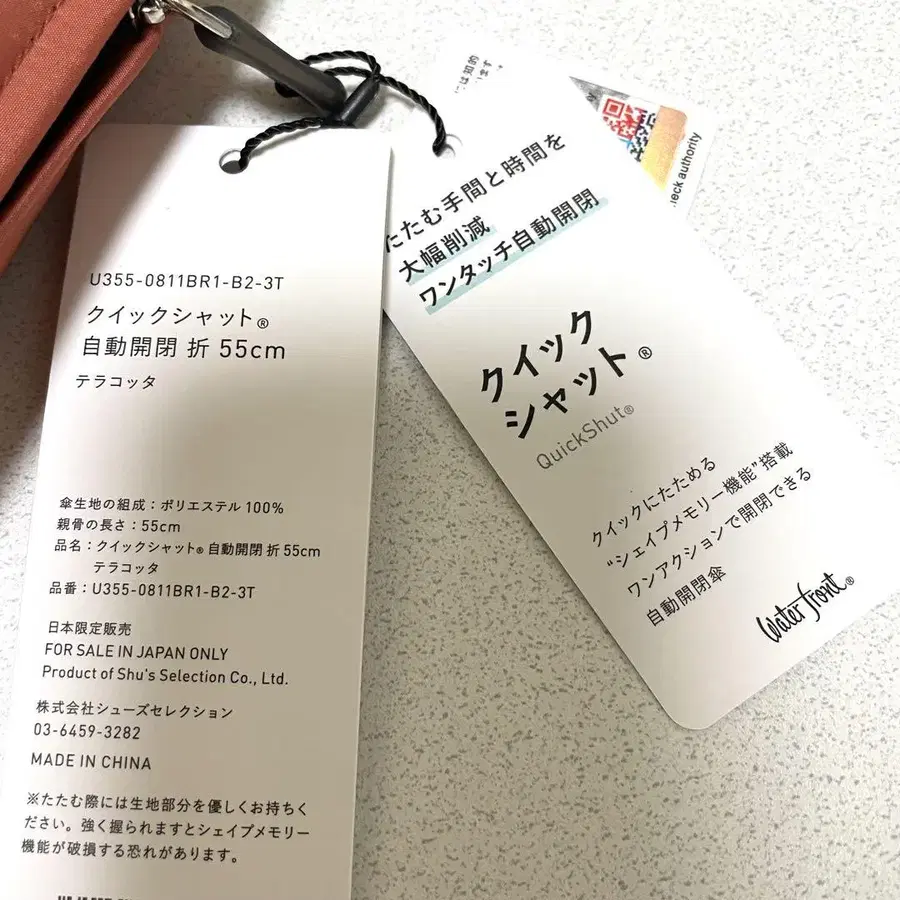 U355-0811BR1-B2-3T
クイックシャット®
自動開閉 折 55cm
テラコッタ
傘生地の組成：ポリエステル 100%
親骨の長さ：55cm
品名：クイックシャット® 自動開閉 折 55cm
テラコッタ
品番：U355-0811BR1-B2-3T
日本限定販売
FOR SALE IN JAPAN ONLY
Product of Shu's Selection Co., Ltd.
株式会社シューズセレクション
03-6459-3282
MADE IN CHINA
※たたむ際には生地部分を優しくお持ちく
ださい。強く握られますとシェイプメモリー
機能が破損する恐れがあります。
たたむ手間と時間を
大幅削減
ワンタッチ自動開閉
クイック
シャット®
QuickShut®
クイックにたためる
“シェイプメモリー機能”搭載
ワンアクションで開閉できる
自動開閉傘
Waterfront®
には知的
ます
heck authority